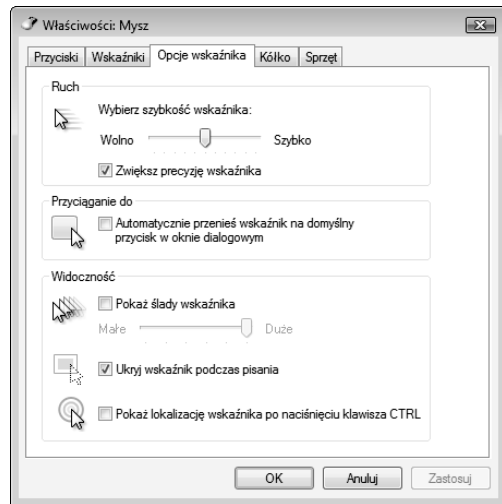 Właściwości: Mysz
Przyciski Wskaźniki Opcje wskaźnika Kółko Sprzęt
Ruch
Wybierz szybkość wskaźnika:
Wolno Szybko
Zwiększ precyzję wskaźnika
Przyciąganie do
Automatycznie przenieś wskaźnik na domyślny
przycisk w oknie dialogowym
Widoczność
Pokaż ślady wskaźnika
Małe Duże
Ukryj wskaźnik podczas pisania
Pokaż lokalizację wskaźnika po naciśnięciu klawisza CTRL
OK Anuluj Zastosuj